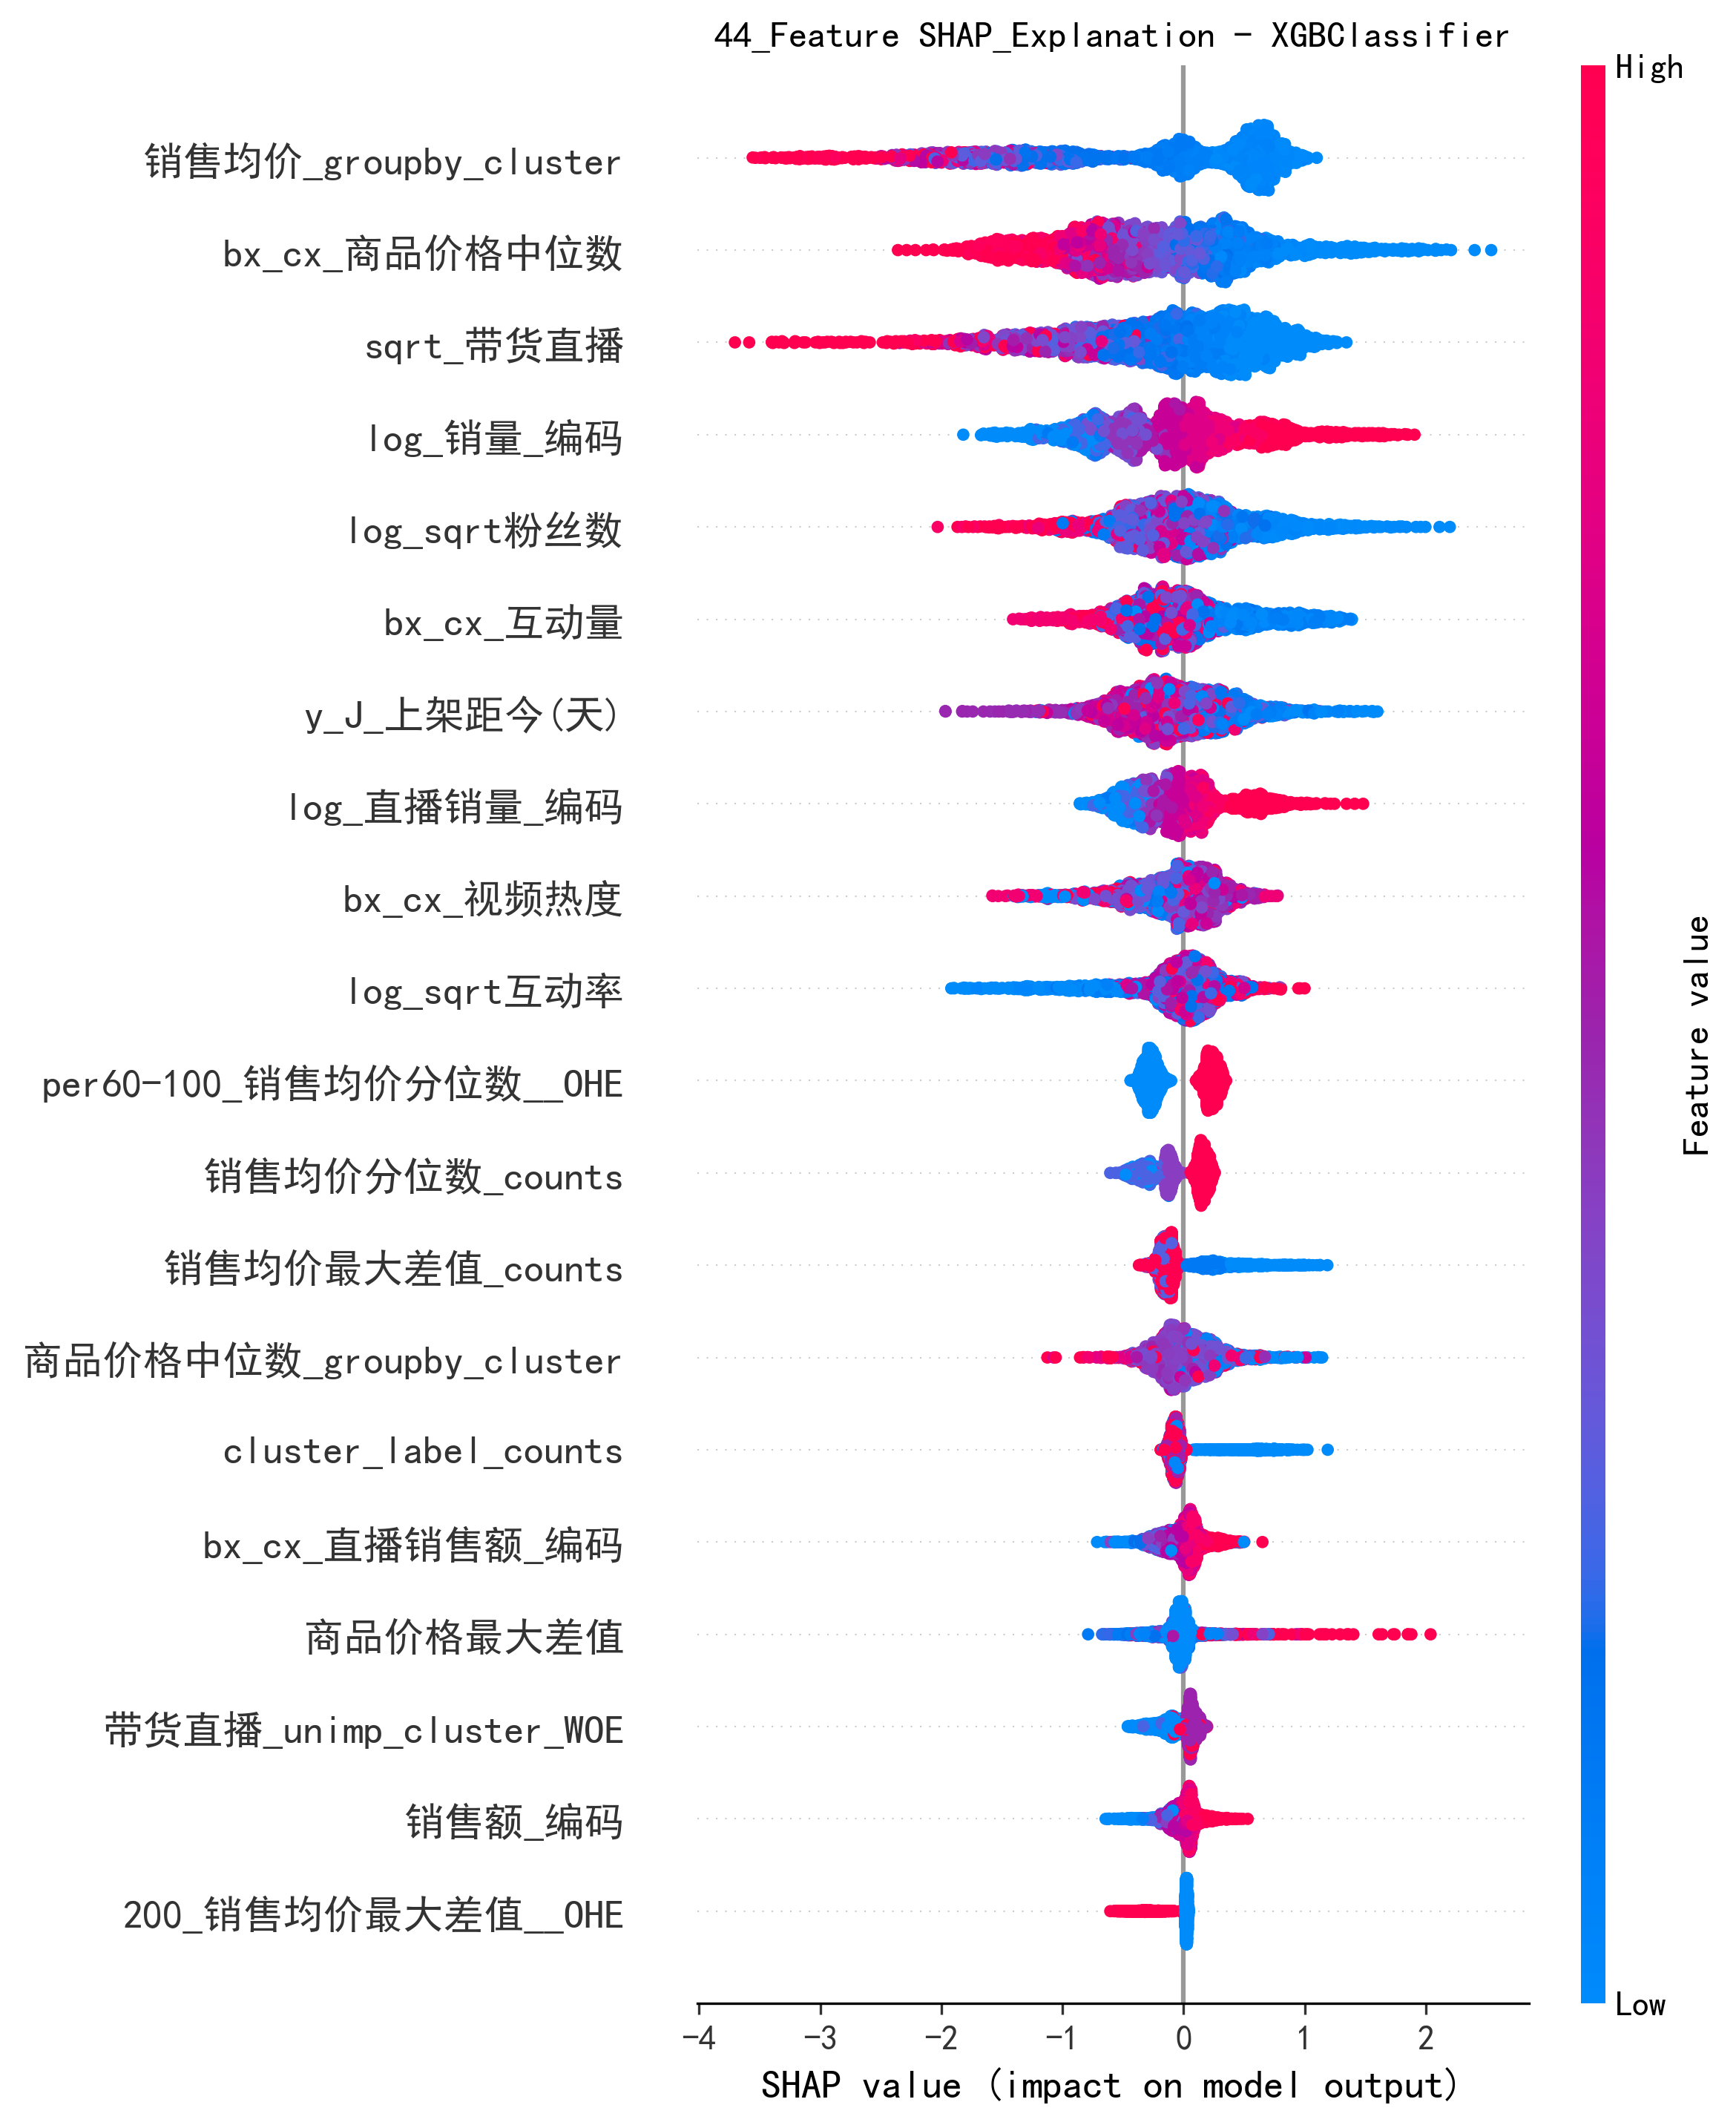 44_Feature SHAP_Explanation - XGBClassifier
High
销售均价_groupby_cluster
bx_cx_商品价格中位数
sqrt_带货直播
log_销量_编码
log_sqrt粉丝数
bx_cx_互动量
y_J_上架距今(天)
log_直播销量_编码
bx_cx_视频热度
log_sqrt互动率
per60-100_销售均价分位数__OHE
销售均价分位数_counts
销售均价最大差值_counts
商品价格中位数_groupby_cluster
cluster_label_counts
bx_cx_直播销售额_编码
商品价格最大差值
带货直播_unimp_cluster_WOE
销售额_编码
200_销售均价最大差值__OHE
Feature value
Low
−4 −3 −2 −1 0 1 2
SHAP value (impact on model output)